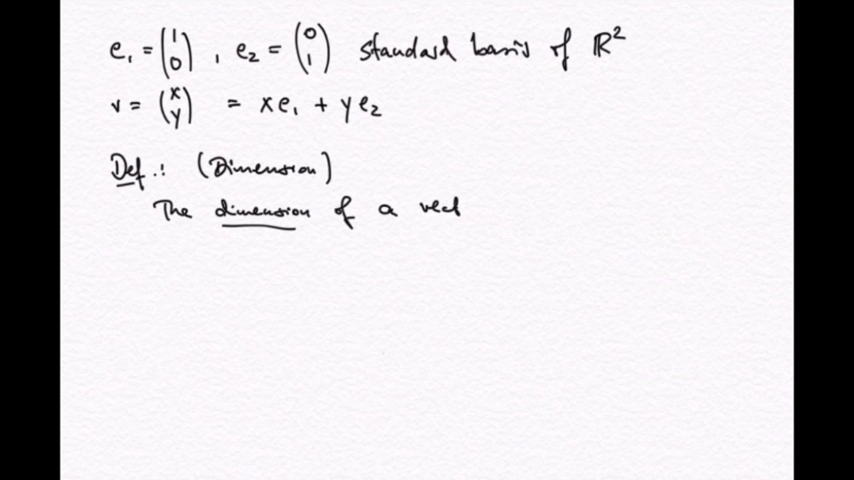 e₁ = (1 0), e₂ = (0 1) standard basis of ℝ²
v = (x y) = xe₁ + ye₂
Def.: (Dimension)
The dimension of a vect